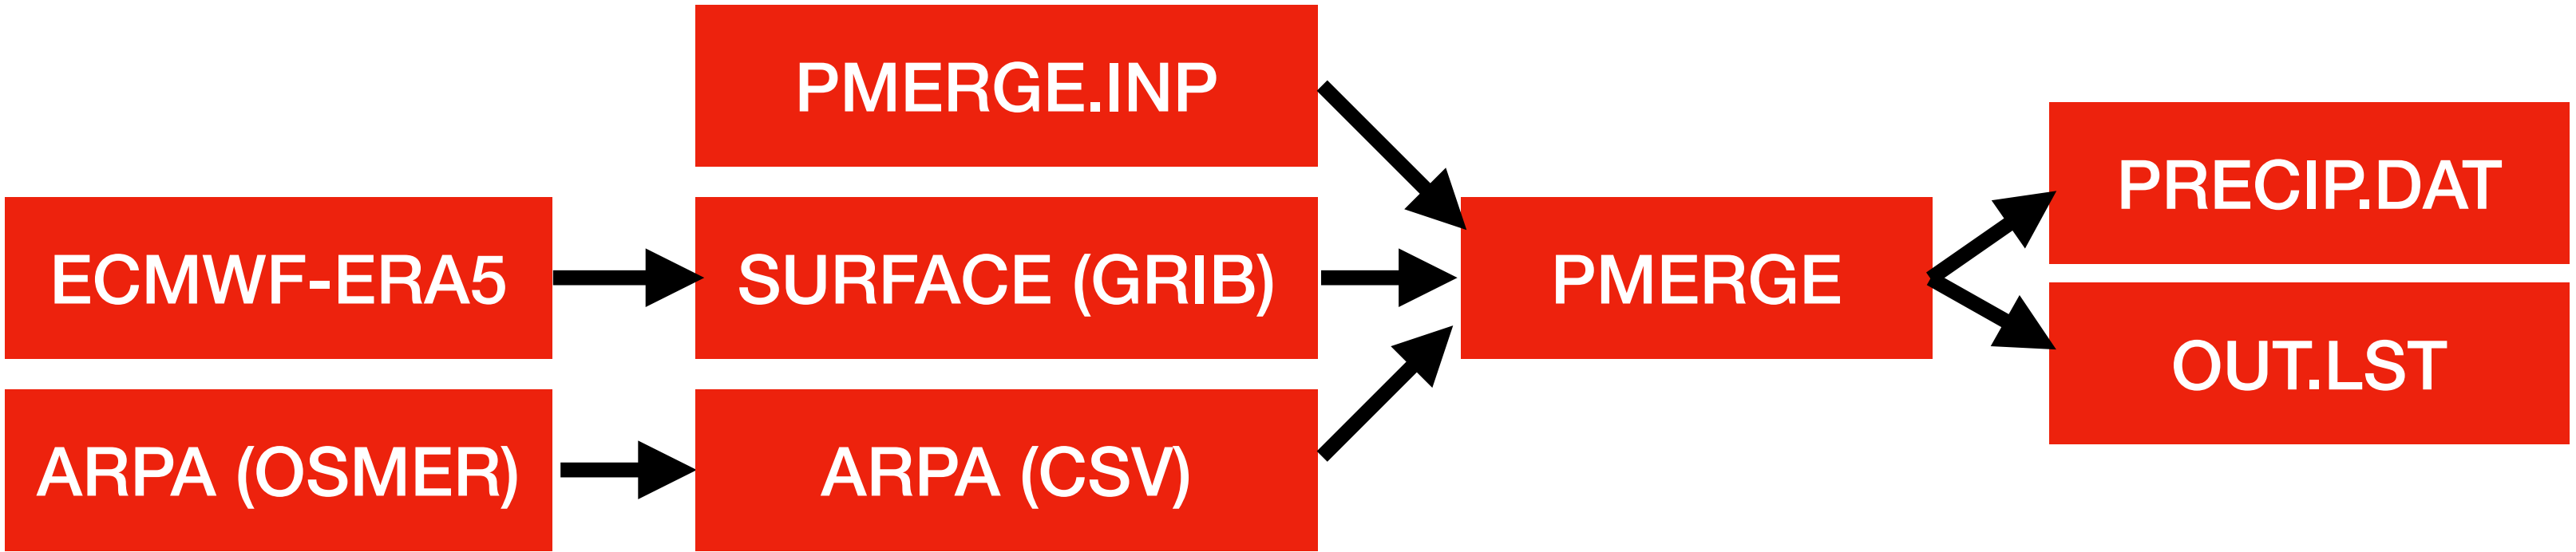 PMERGE.INP
ECMWF-ERA5
SURFACE (GRIB)
PMERGE
PRECIP.DAT
OUT.LST
ARPA (OSMER)
ARPA (CSV)